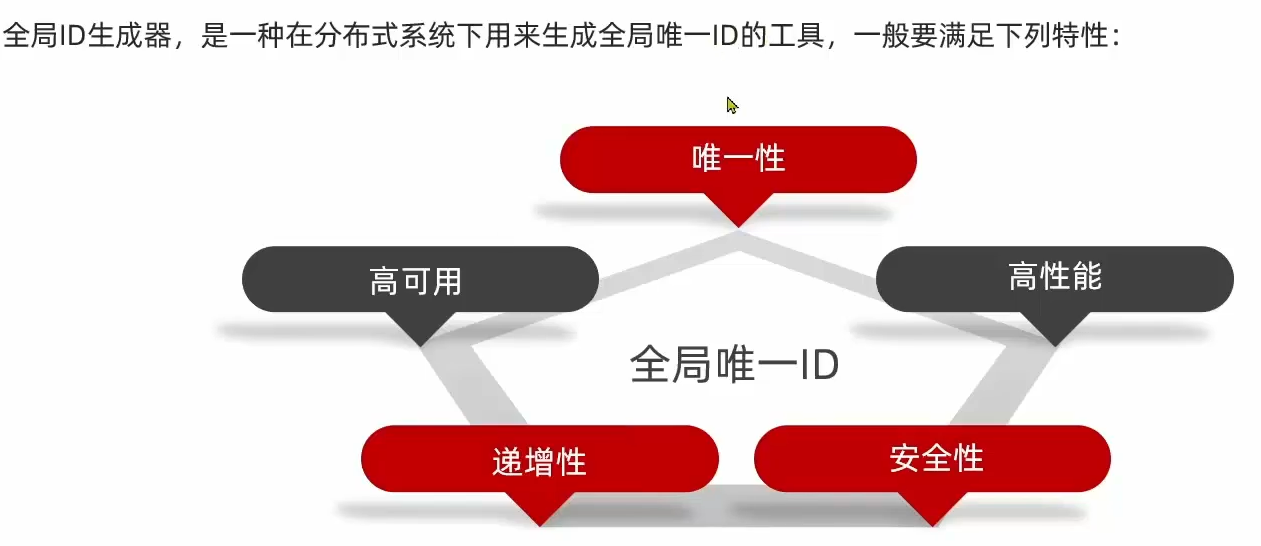 全局ID生成器，是一种在分布式系统下用来生成全局唯一ID的工具，一般要满足下列特性：
唯一性
高可用
高性能
全局唯一ID
递增性
安全性